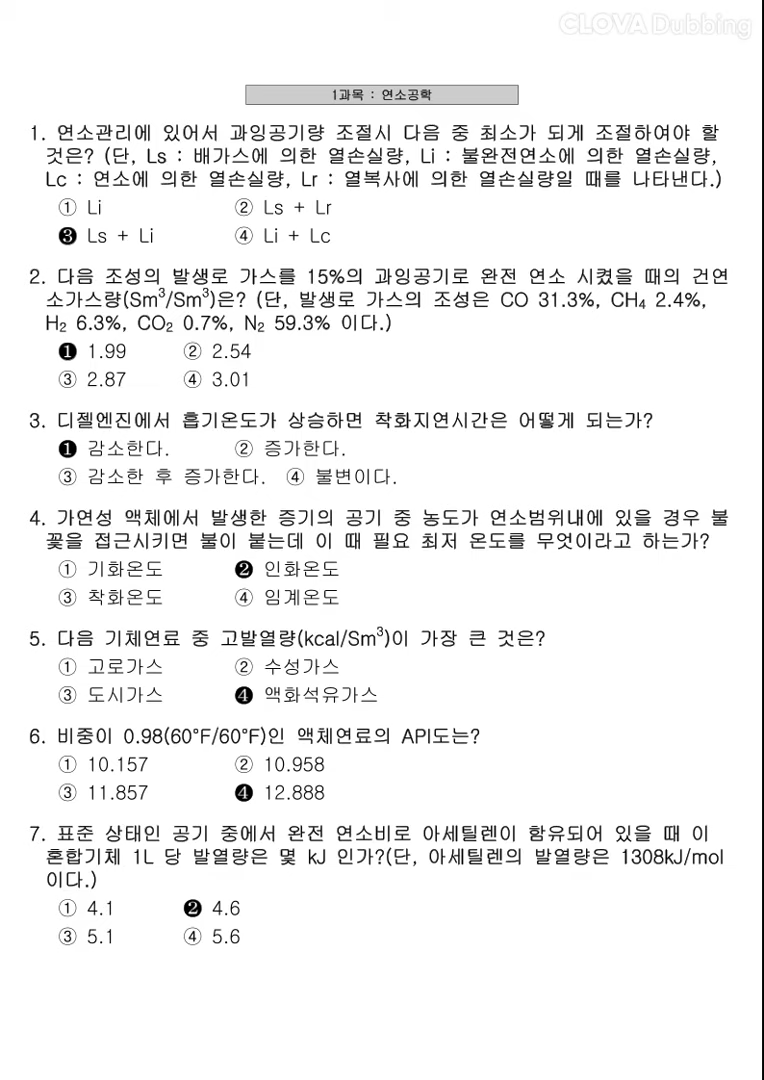 CLOVA Dubbing
1과목 : 연소공학
1. 연소관리에 있어서 과잉공기량 조절시 다음 중 최소가 되게 조절하여야 할
것은? (단, Ls : 배가스에 의한 열손실량, Li : 불완전연소에 의한 열손실량,
Lc : 연소에 의한 열손실량, Lr : 열복사에 의한 열손실량일 때를 나타낸다.)
① Li ② Ls + Lr
❸ Ls + Li ④ Li + Lc
2. 다음 조성의 발생로 가스를 15%의 과잉공기로 완전 연소 시켰을 때의 건연
소가스량(Sm³/Sm³)은? (단, 발생로 가스의 조성은 CO 31.3%, CH₄ 2.4%,
H₂ 6.3%, CO₂ 0.7%, N₂ 59.3% 이다.)
❶ 1.99 ② 2.54
③ 2.87 ④ 3.01
3. 디젤엔진에서 흡기온도가 상승하면 착화지연시간은 어떻게 되는가?
❶ 감소한다. ② 증가한다.
③ 감소한 후 증가한다. ④ 불변이다.
4. 가연성 액체에서 발생한 증기의 공기 중 농도가 연소범위내에 있을 경우 불
꽃을 접근시키면 불이 붙는데 이 때 필요 최저 온도를 무엇이라고 하는가?
① 기화온도 ❷ 인화온도
③ 착화온도 ④ 임계온도
5. 다음 기체연료 중 고발열량(kcal/Sm³)이 가장 큰 것은?
① 고로가스 ② 수성가스
③ 도시가스 ❹ 액화석유가스
6. 비중이 0.98(60°F/60°F)인 액체연료의 API도는?
① 10.157 ② 10.958
③ 11.857 ❹ 12.888
7. 표준 상태인 공기 중에서 완전 연소비로 아세틸렌이 함유되어 있을 때 이
혼합기체 1L 당 발열량은 몇 kJ 인가?(단, 아세틸렌의 발열량은 1308kJ/mol
이다.)
① 4.1 ❷ 4.6
③ 5.1 ④ 5.6